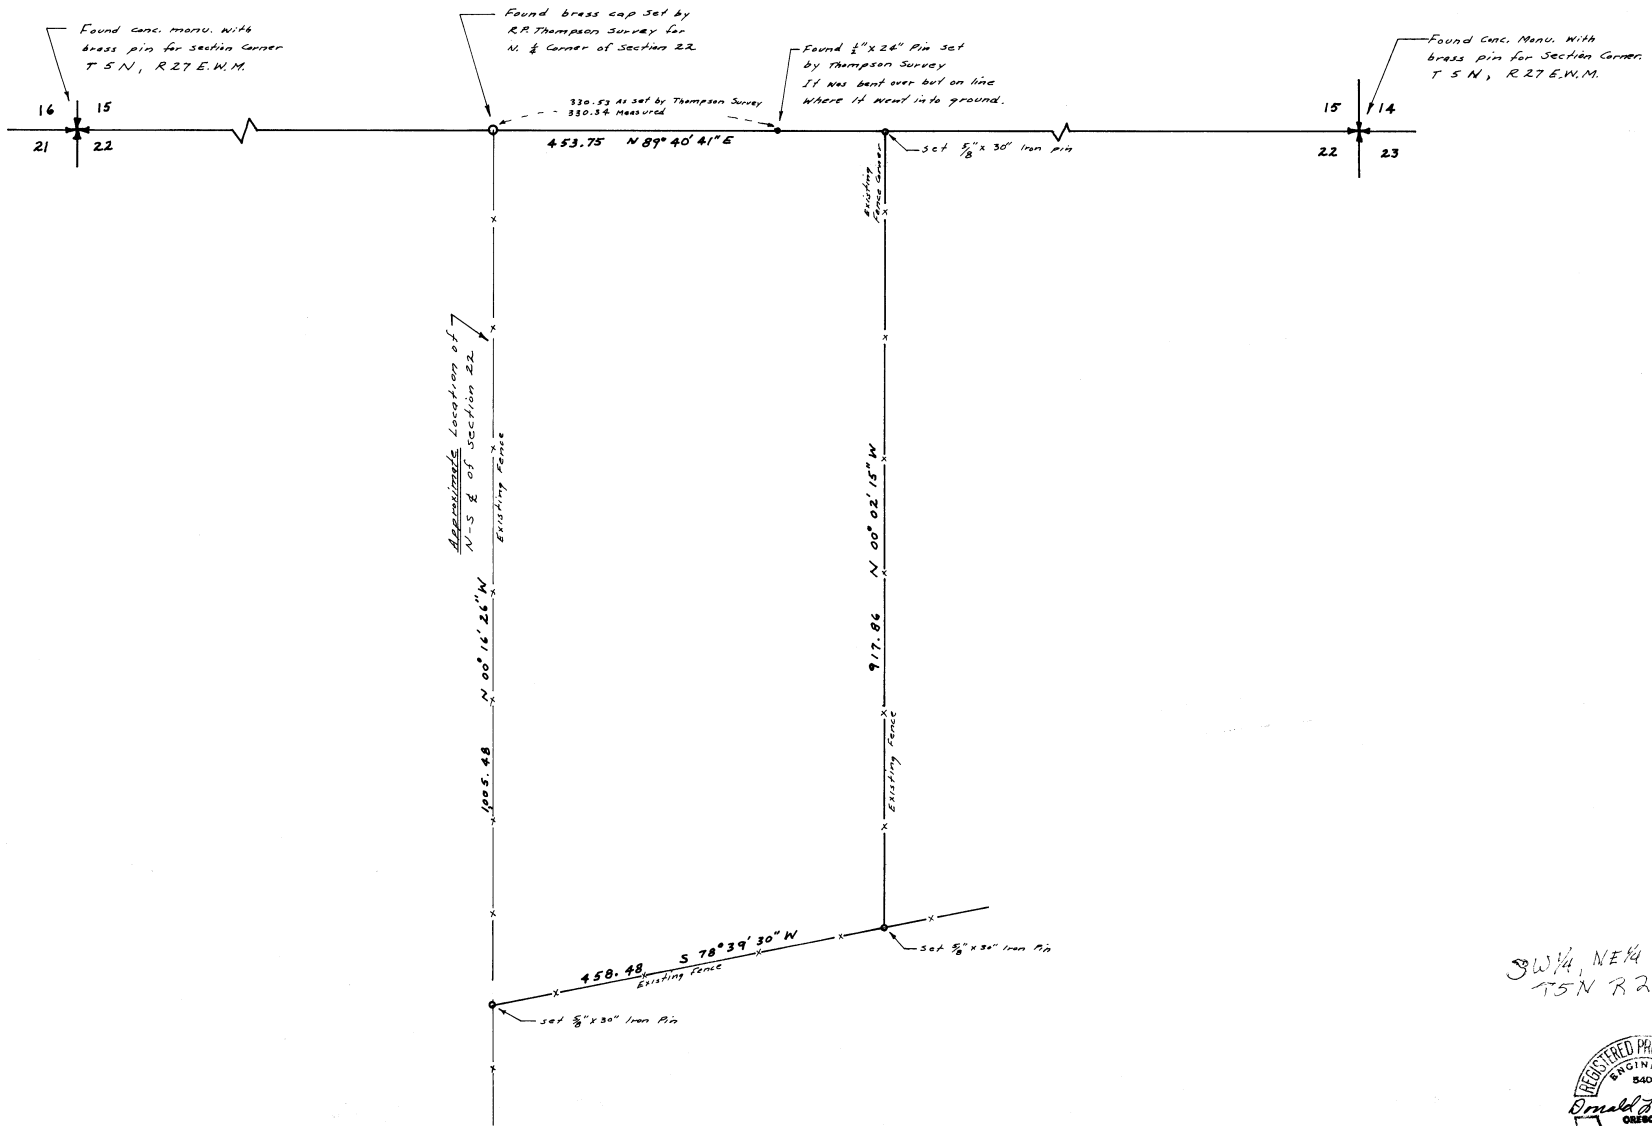 Found conc. monu. with
brass pin for section Corner
T 5 N, R 27 E.W.M.
Found brass cap set by
R.P. Thompson Survey for
N. ¼ Corner of Section 22
Found ½" x 24" Pin set
by Thompson Survey
It was bent over but on line
where it went into ground.
Found Conc. Monu. With
brass pin for Section Corner.
T 5 N, R 27 E.W.M.
16 15
21 22
330.53 As set by Thompson Survey
330.34 Measured
453.75 N 89° 40' 41" E
set 5/8" x 30" Iron pin
15 14
22 23
Existing
Fence Corner
Approximate Location of
N-S ℄ of Section 22
Existing Fence
1,005.48 N 00° 16' 26" W
917.86 N 00° 02' 15" W
Existing Fence
458.48 S 78° 39' 30" W
Existing Fence
set 5/8" x 30" Iron Pin
set 5/8" x 30" Iron Pin
SW¼, NE¼
T5N R2
REGISTERED PR
ENGIN
540
Donald
OREG